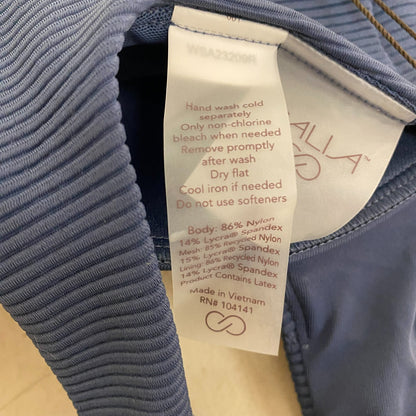 WSA23209R
Hand wash cold
separately
Only non-chlorine
bleach when needed
Remove promptly
after wash
Dry flat
Cool iron if needed
Do not use softeners
Body: 86% Nylon
14% Lycra® Spandex
Mesh: 85% Recycled Nylon
15% Lycra® Spandex
Lining: 86% Recycled Nylon
14% Lycra® Spandex
Product Contains Latex
Made in Vietnam
RN# 104141
ALIA™